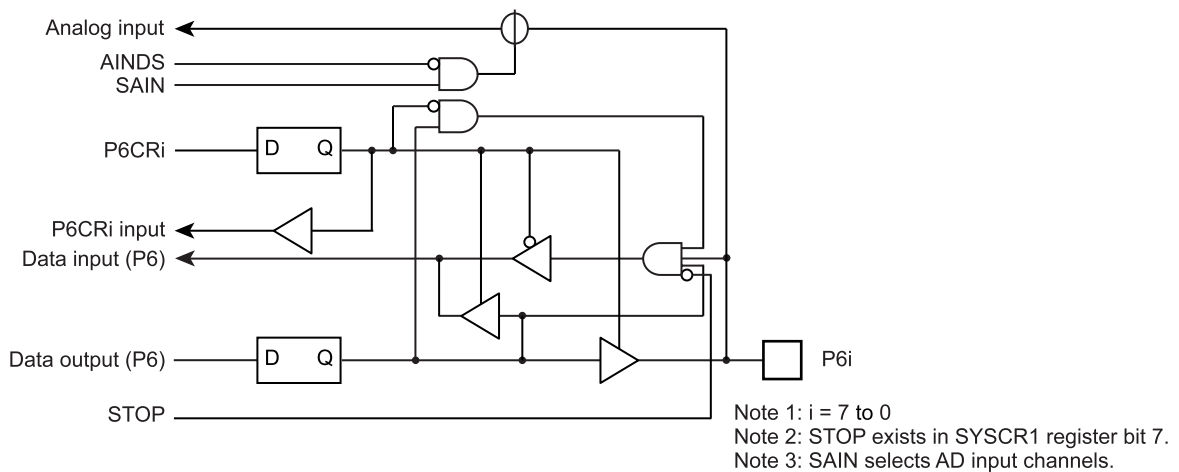 Analog input
AINDS
SAIN
P6CRi
D Q
P6CRi input
Data input (P6)
Data output (P6)
D Q
P6i
STOP
Note 1: i = 7 to 0
Note 2: STOP exists in SYSCR1 register bit 7.
Note 3: SAIN selects AD input channels.